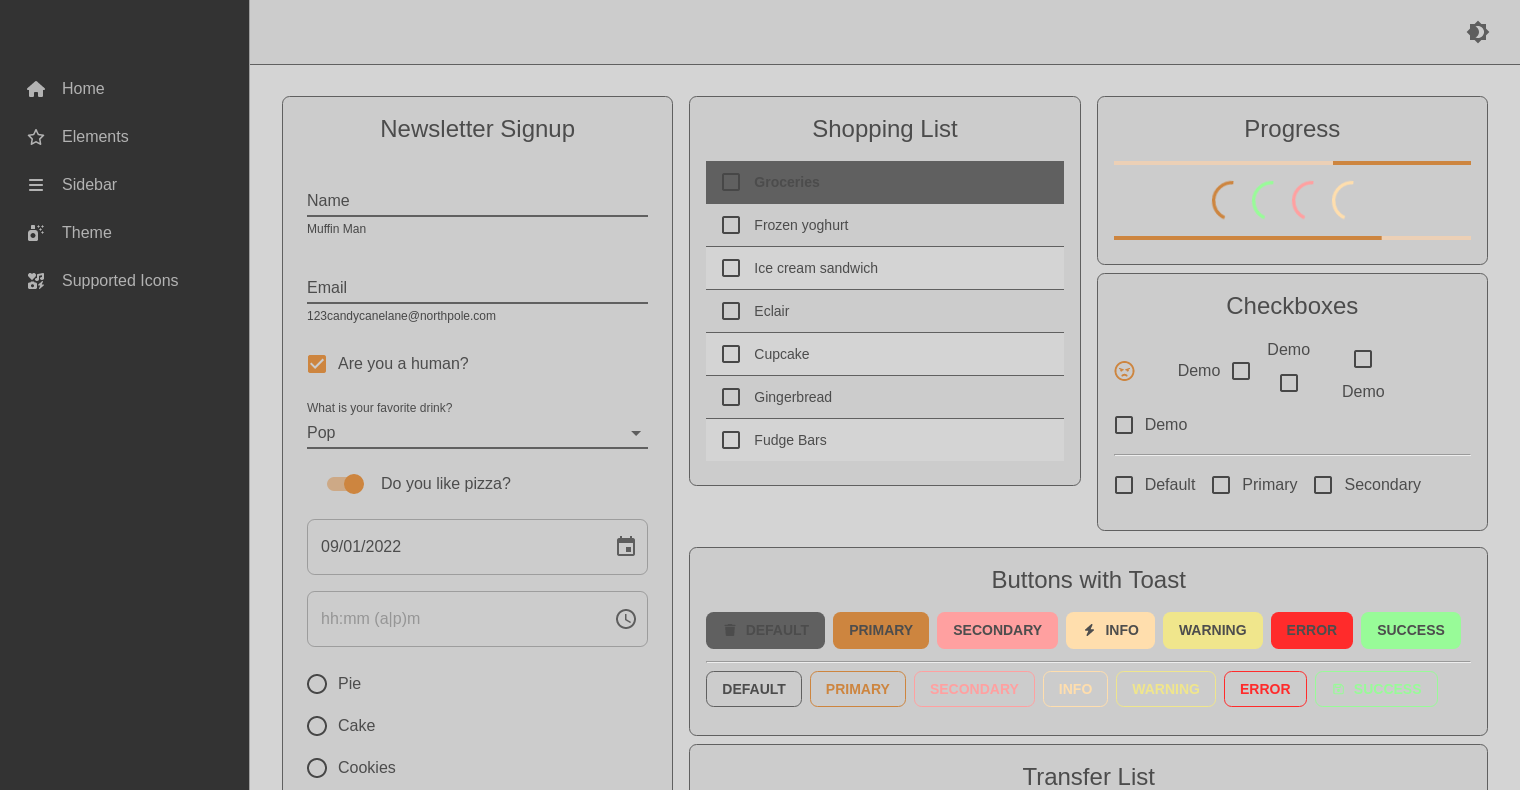 Home
Elements
Sidebar
Theme
Supported Icons
Newsletter Signup
Name
Muffin Man
Email
123candycanelane@northpole.com
Are you a human?
What is your favorite drink?
Pop
Do you like pizza?
09/01/2022
hh:mm (a|p)m
Pie
Cake
Cookies
Shopping List
Groceries
Frozen yoghurt
Ice cream sandwich
Eclair
Cupcake
Gingerbread
Fudge Bars
Progress
Checkboxes
Demo
Demo
Demo
Demo
Default Primary Secondary
Buttons with Toast
DEFAULT PRIMARY SECONDARY INFO WARNING ERROR SUCCESS
DEFAULT PRIMARY SECONDARY INFO WARNING ERROR SUCCESS
Transfer List